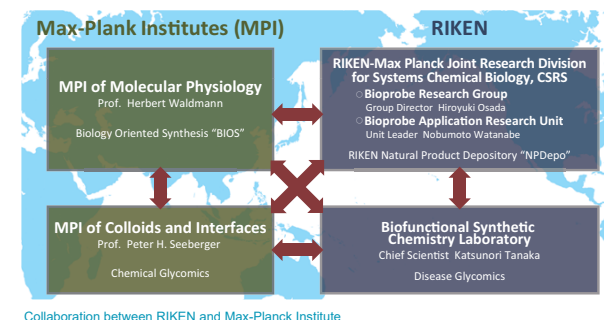 Max-Plank Institutes (MPI)
RIKEN
MPI of Molecular Physiology
Prof. Herbert Waldmann
Biology Oriented Synthesis “BIOS”
RIKEN-Max Planck Joint Research Division
for Systems Chemical Biology, CSRS
○Bioprobe Research Group
Group Director Hiroyuki Osada
○Bioprobe Application Research Unit
Unit Leader Nobumoto Watanabe
RIKEN Natural Product Depository “NPDepo”
MPI of Colloids and Interfaces
Prof. Peter H. Seeberger
Chemical Glycomics
Biofunctional Synthetic
Chemistry Laboratory
Chief Scientist Katsunori Tanaka
Disease Glycomics
Collaboration between RIKEN and Max-Planck Institute